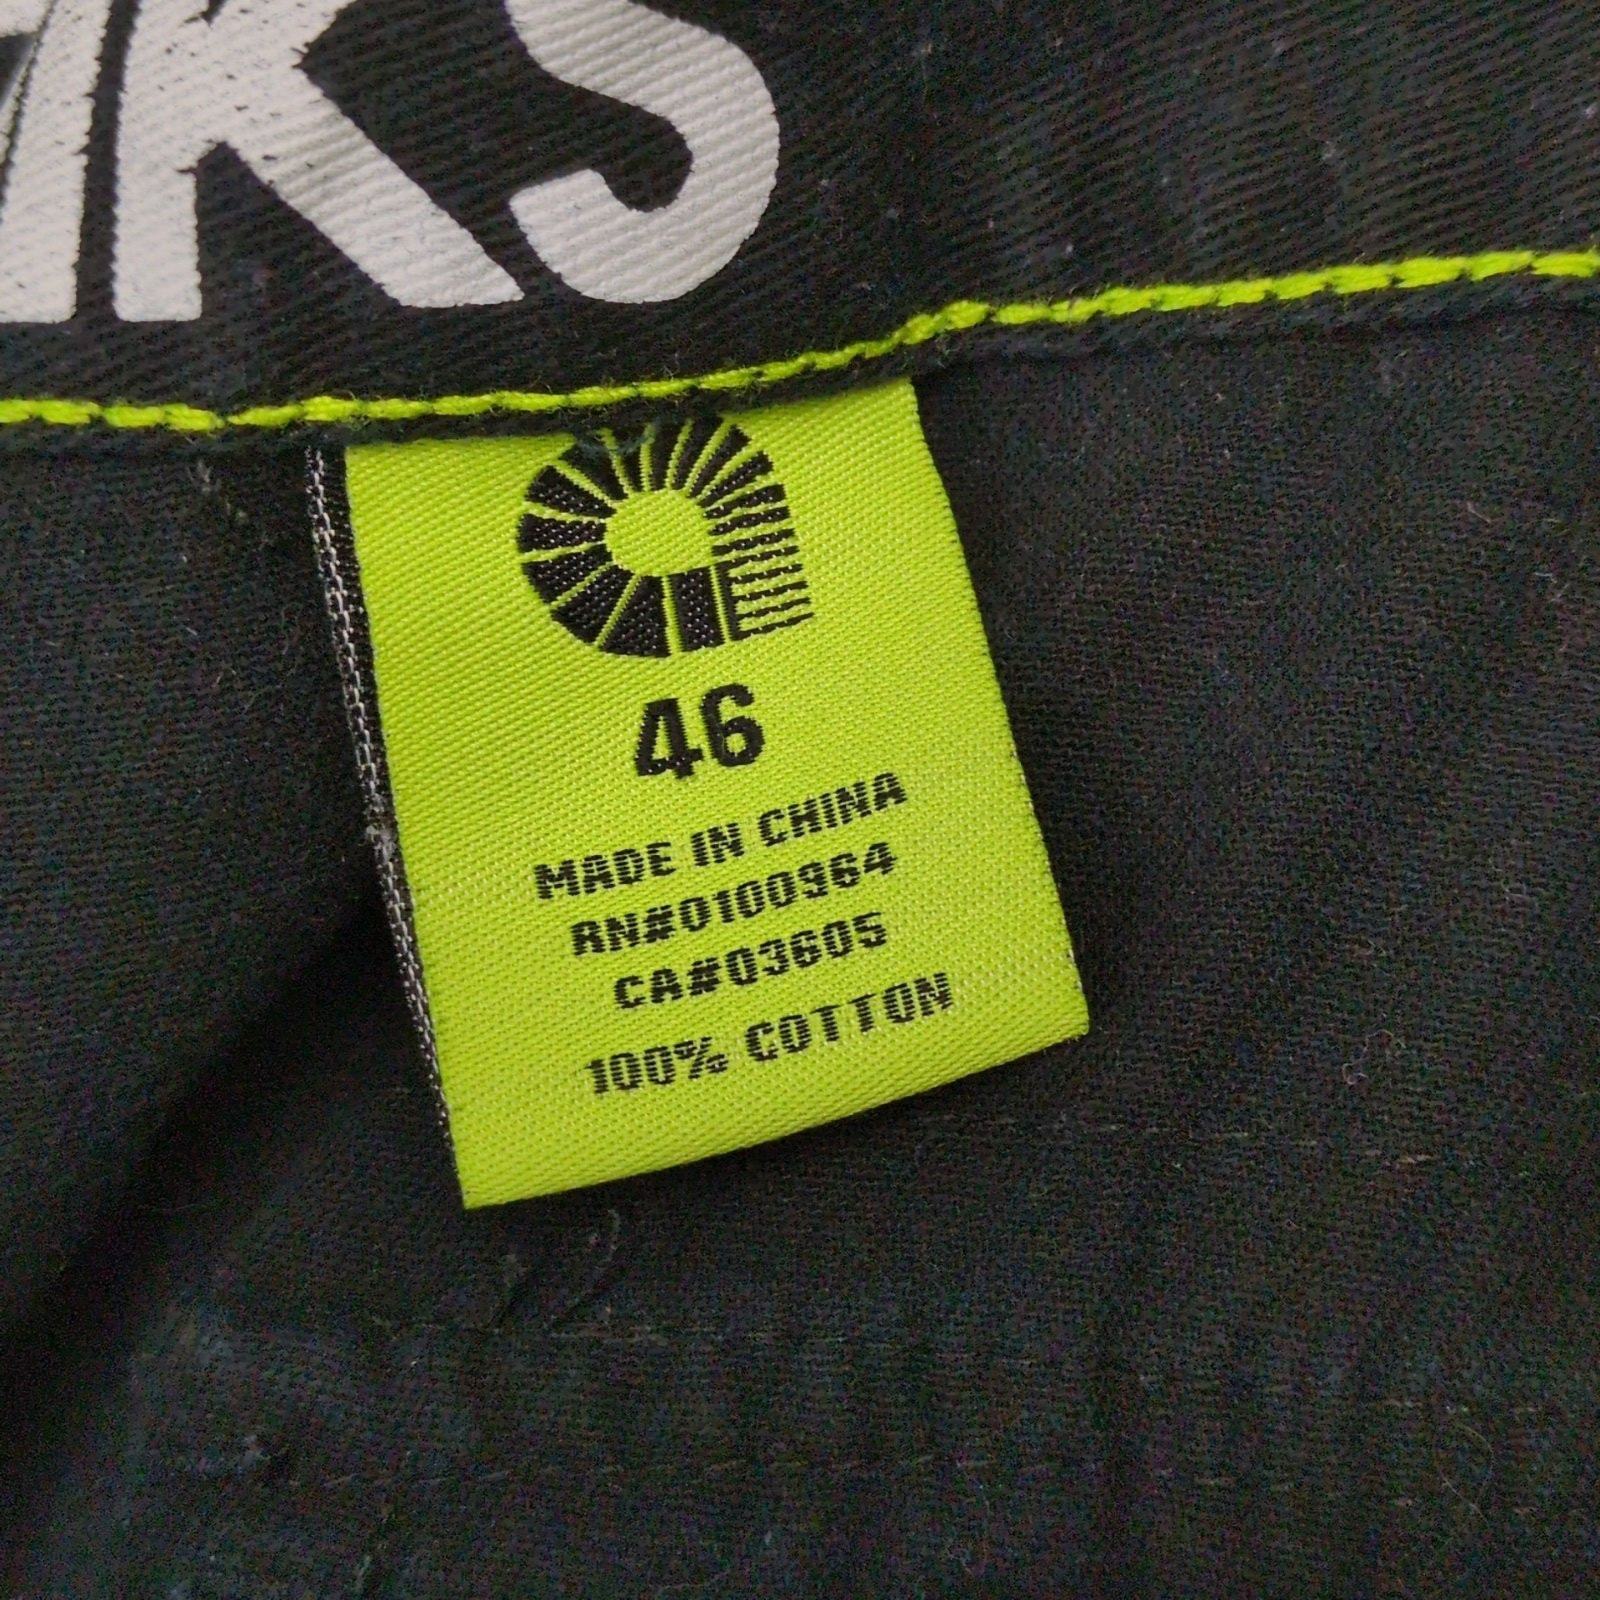 KS
46
MADE IN CHINA
RN#0100964
CA#03605
100% COTTON